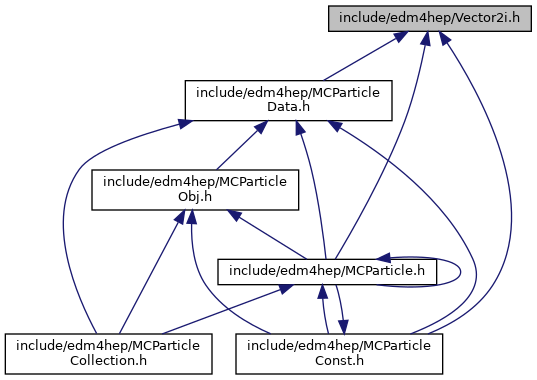 include/edm4hep/Vector2i.h
include/edm4hep/MCParticle
Data.h
include/edm4hep/MCParticle
Obj.h
include/edm4hep/MCParticle.h
include/edm4hep/MCParticle
Collection.h
include/edm4hep/MCParticle
Const.h